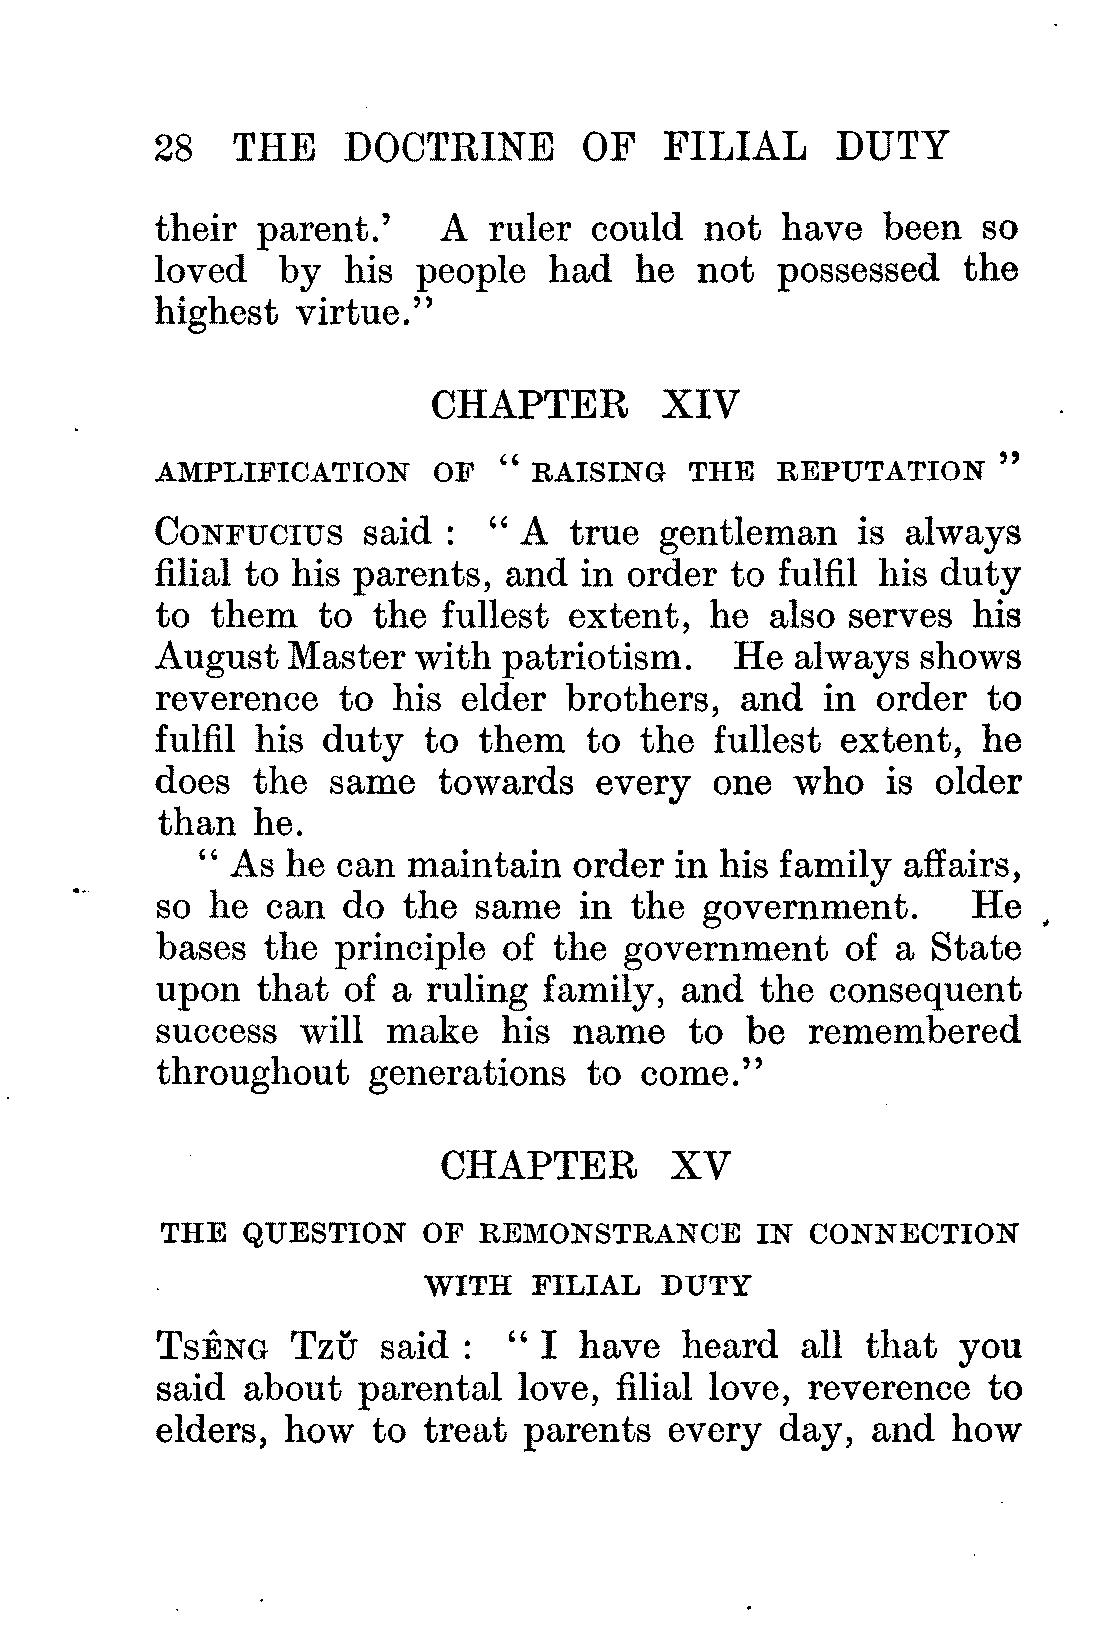 28 THE DOCTRINE OF FILIAL DUTY
their parent.' A ruler could not have been so
loved by his people had he not possessed the
highest virtue."
CHAPTER XIV
AMPLIFICATION OF " RAISING THE REPUTATION "
CONFUCIUS said : " A true gentleman is always
filial to his parents, and in order to fulfil his duty
to them to the fullest extent, he also serves his
August Master with patriotism. He always shows
reverence to his elder brothers, and in order to
fulfil his duty to them to the fullest extent, he
does the same towards every one who is older
than he.
" As he can maintain order in his family affairs,
so he can do the same in the government. He
bases the principle of the government of a State
upon that of a ruling family, and the consequent
success will make his name to be remembered
throughout generations to come."
CHAPTER XV
THE QUESTION OF REMONSTRANCE IN CONNECTION
WITH FILIAL DUTY
TSÊNG TZŬ said : " I have heard all that you
said about parental love, filial love, reverence to
elders, how to treat parents every day, and how